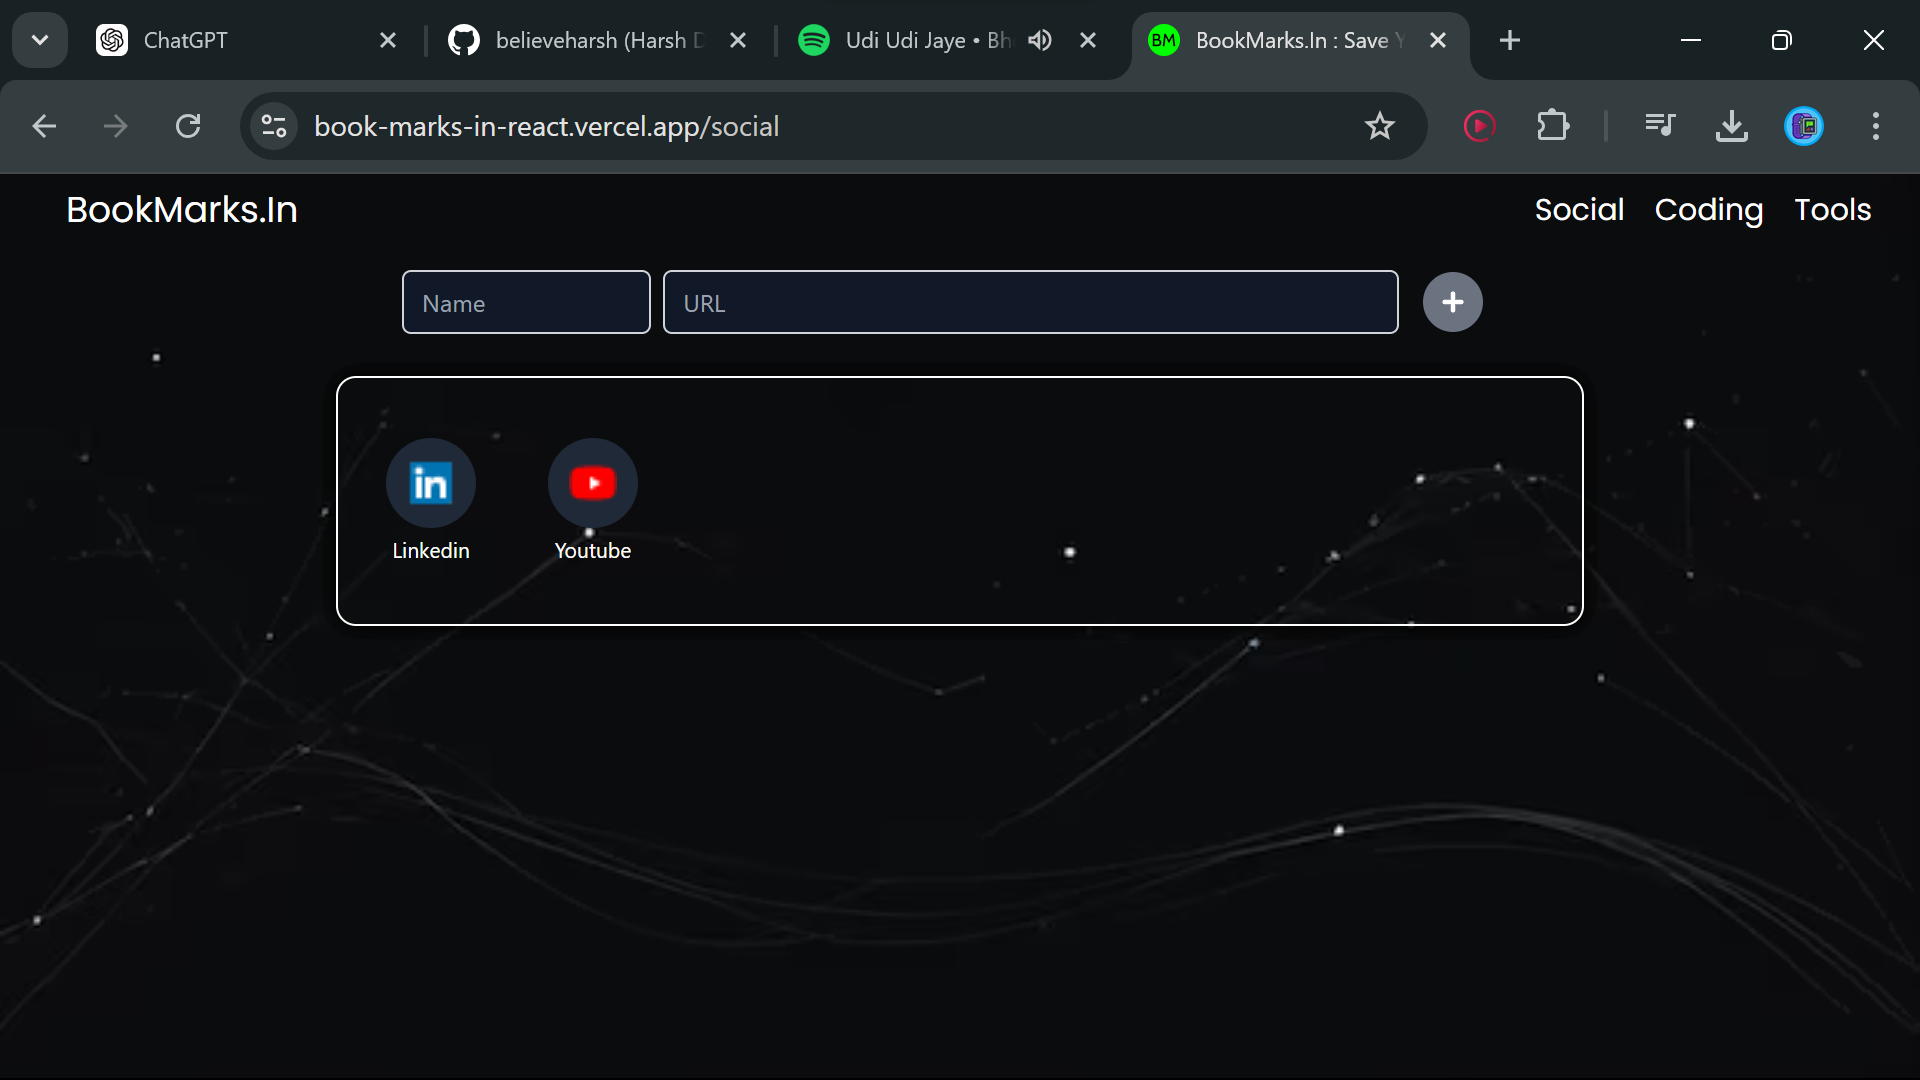 ChatGPT
believeharsh (Harsh D
Udi Udi Jaye • Bh
BM
BookMarks.In : Save Y
book-marks-in-react.vercel.app/social
BookMarks.In
Social
Coding
Tools
Name
URL
in
Linkedin
Youtube